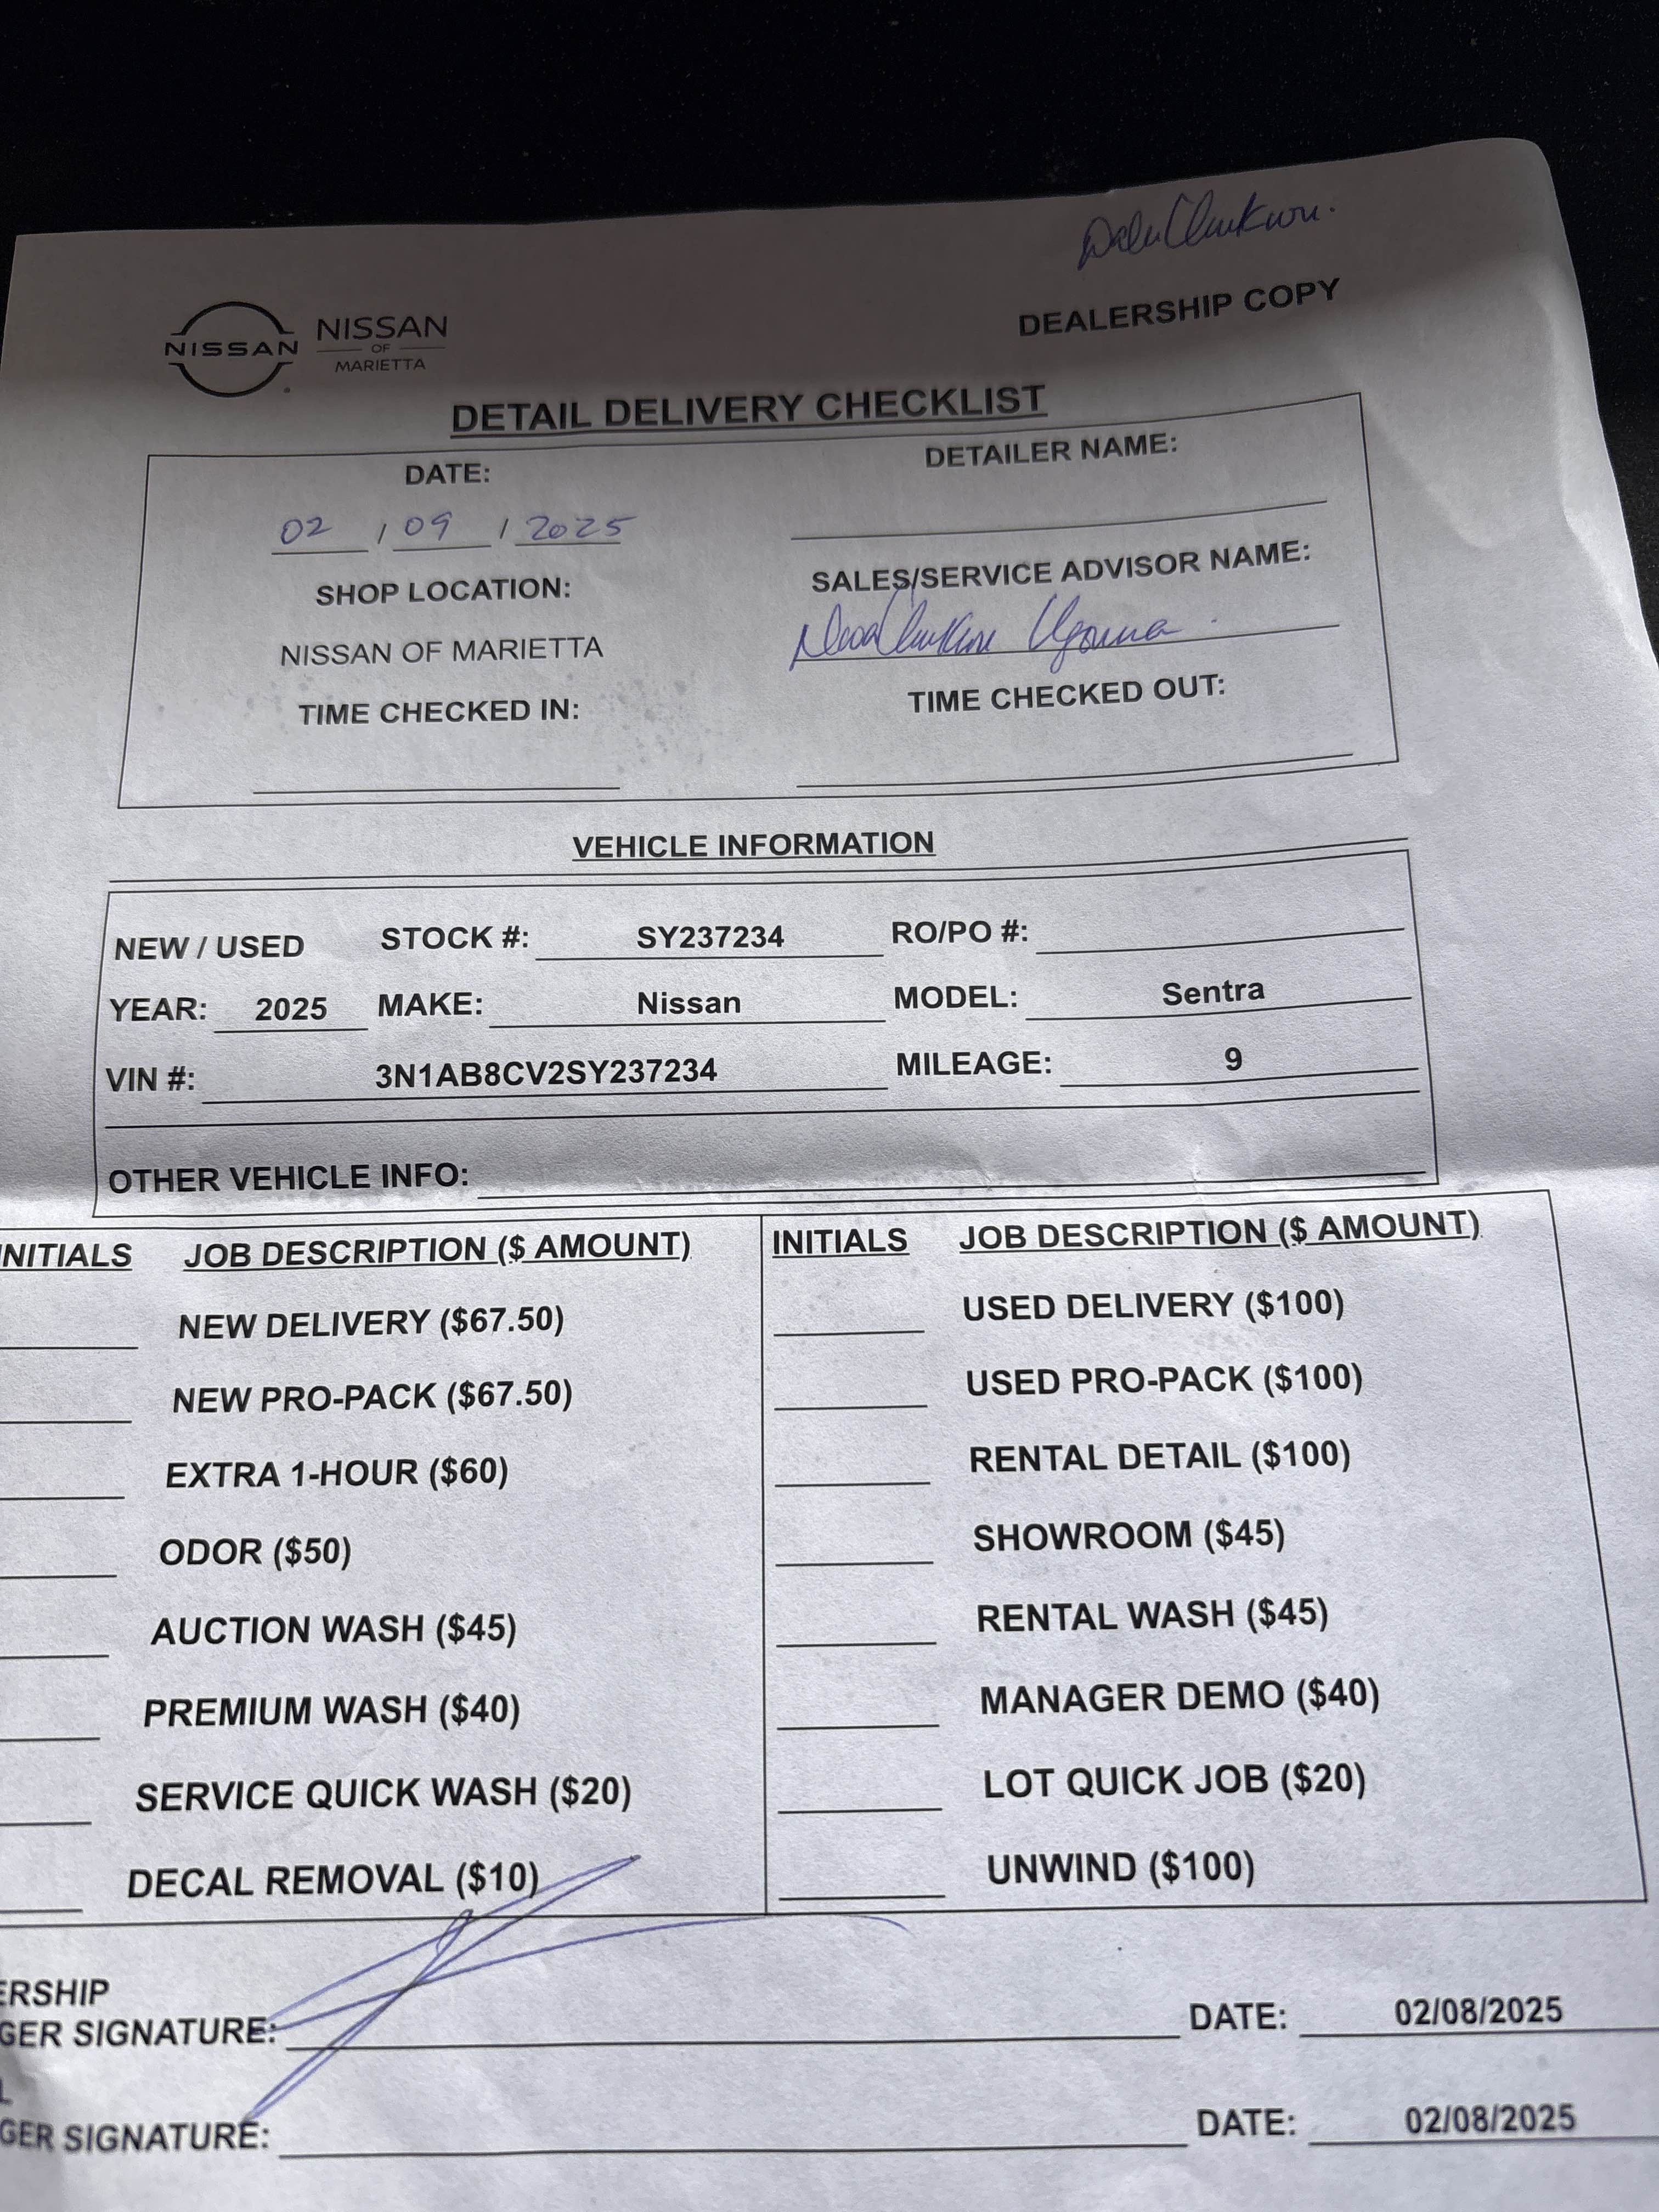 DEALERSHIP COPY
NISSAN NISSAN
OF
MARIETTA
DETAIL DELIVERY CHECKLIST
DATE: DETAILER NAME:
02 / 09 / 2025
SHOP LOCATION: SALES/SERVICE ADVISOR NAME:
NISSAN OF MARIETTA
TIME CHECKED IN: TIME CHECKED OUT:
VEHICLE INFORMATION
NEW / USED STOCK #: SY237234 RO/PO #:
YEAR: 2025 MAKE: Nissan MODEL: Sentra
VIN #: 3N1AB8CV2SY237234 MILEAGE: 9
OTHER VEHICLE INFO:
NITIALS JOB DESCRIPTION ($ AMOUNT) INITIALS JOB DESCRIPTION ($ AMOUNT)
NEW DELIVERY ($67.50) USED DELIVERY ($100)
NEW PRO-PACK ($67.50) USED PRO-PACK ($100)
EXTRA 1-HOUR ($60) RENTAL DETAIL ($100)
ODOR ($50) SHOWROOM ($45)
AUCTION WASH ($45) RENTAL WASH ($45)
PREMIUM WASH ($40) MANAGER DEMO ($40)
SERVICE QUICK WASH ($20) LOT QUICK JOB ($20)
DECAL REMOVAL ($10) UNWIND ($100)
ERSHIP
GER SIGNATURE: DATE: 02/08/2025
L
GER SIGNATURE: DATE: 02/08/2025